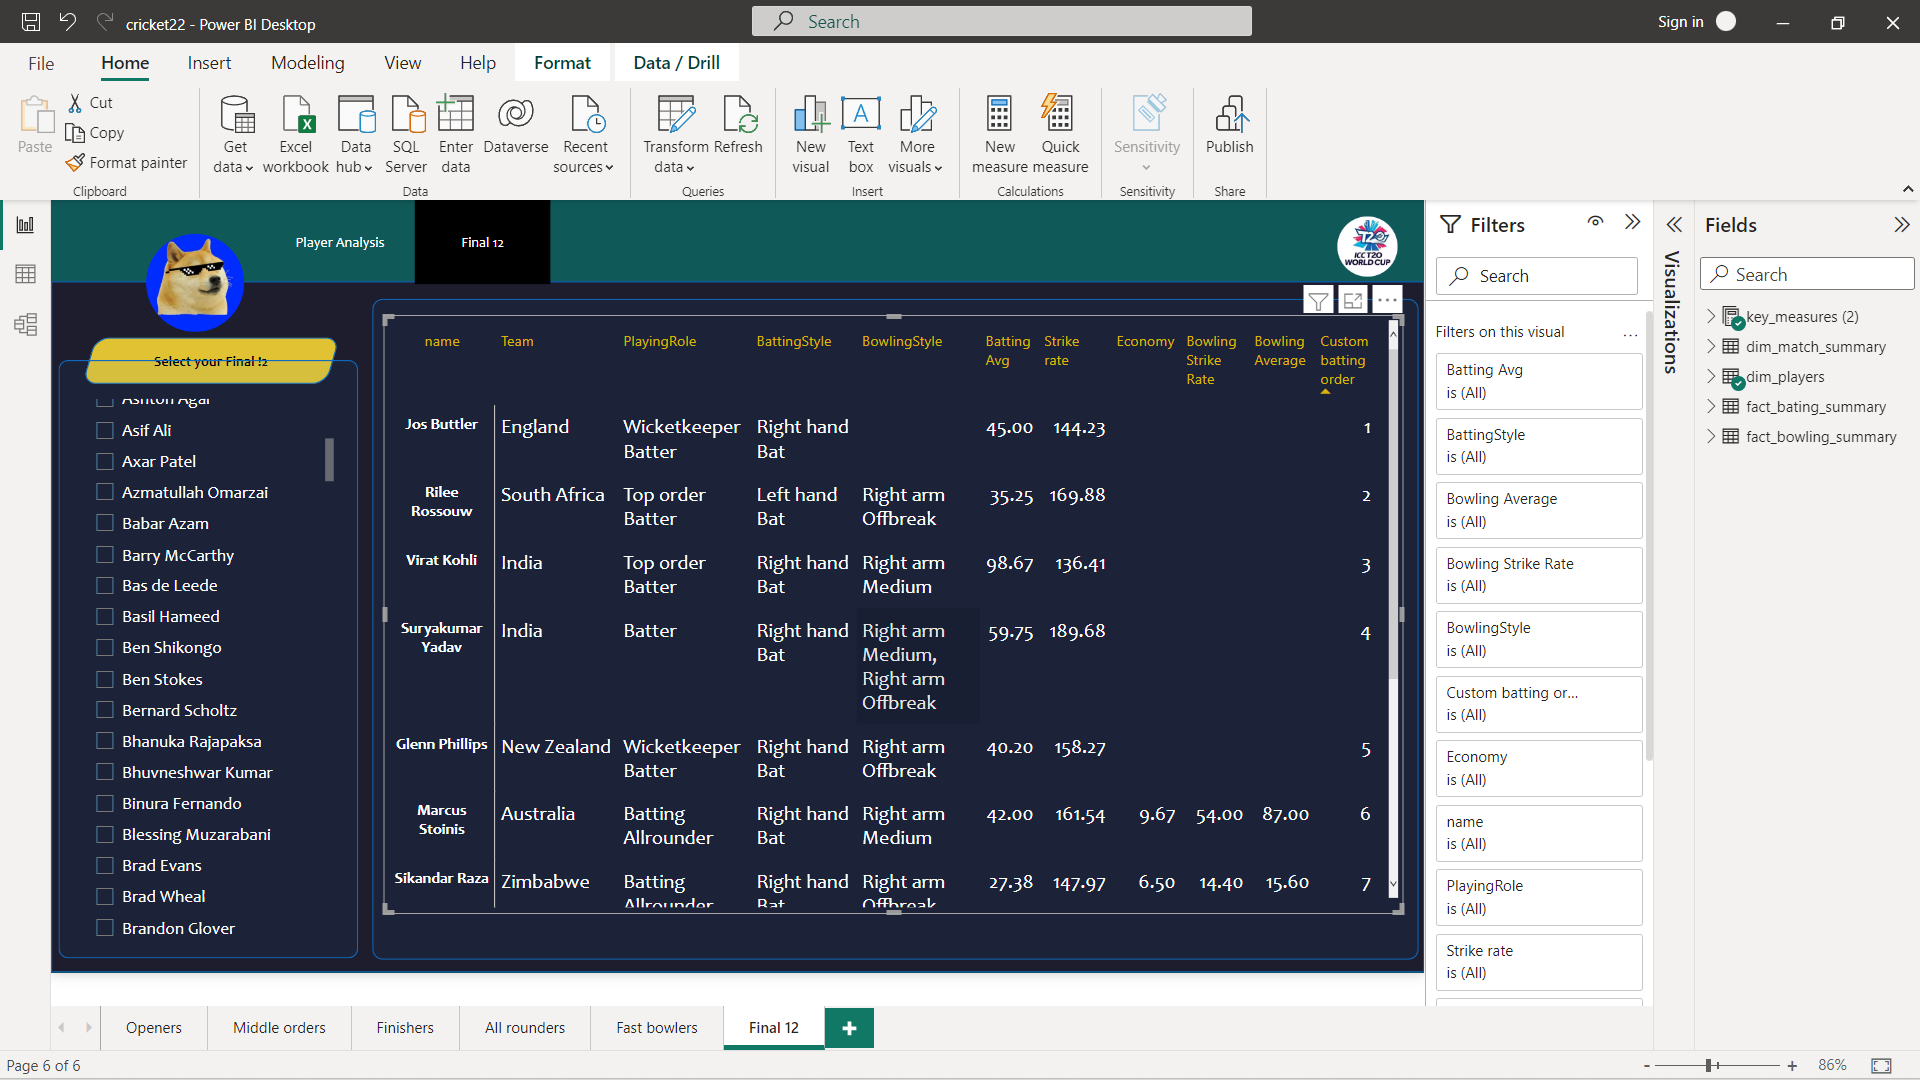 cricket22 - Power BI Desktop
Search
Sign in
File
Home
Insert
Modeling
View
Help
Format
Data / Drill
Paste
Cut
Copy
Format painter
Clipboard
Get data
Excel workbook
Data hub
SQL Server
Enter data
Dataverse
Recent sources
Data
Transform data
Refresh
Queries
New visual
Text box
More visuals
Insert
New measure
Quick measure
Calculations
Sensitivity
Sensitivity
Publish
Share
Player Analysis
Final 12
T20
ICC T20
WORLD CUP
Select your Final !2
Ashton Agar
Asif Ali
Axar Patel
Azmatullah Omarzai
Babar Azam
Barry McCarthy
Bas de Leede
Basil Hameed
Ben Shikongo
Ben Stokes
Bernard Scholtz
Bhanuka Rajapaksa
Bhuvneshwar Kumar
Binura Fernando
Blessing Muzarabani
Brad Evans
Brad Wheal
Brandon Glover
name Team PlayingRole BattingStyle BowlingStyle Batting Avg Strike rate Economy Bowling Strike Rate Bowling Average Custom batting order
Jos Buttler England Wicketkeeper Batter Right hand Bat 45.00 144.23 1
Rilee Rossouw South Africa Top order Batter Left hand Bat Right arm Offbreak 35.25 169.88 2
Virat Kohli India Top order Batter Right hand Bat Right arm Medium 98.67 136.41 3
Suryakumar Yadav India Batter Right hand Bat Right arm Medium, Right arm Offbreak 59.75 189.68 4
Glenn Phillips New Zealand Wicketkeeper Batter Right hand Bat Right arm Offbreak 40.20 158.27 5
Marcus Stoinis Australia Batting Allrounder Right hand Bat Right arm Medium 42.00 161.54 9.67 54.00 87.00 6
Sikandar Raza Zimbabwe Batting Allrounder Right hand Bat Right arm Offbreak 27.38 147.97 6.50 14.40 15.60 7
Filters
Search
Filters on this visual
...
Batting Avg
is (All)
BattingStyle
is (All)
Bowling Average
is (All)
Bowling Strike Rate
is (All)
BowlingStyle
is (All)
Custom batting or...
is (All)
Economy
is (All)
name
is (All)
PlayingRole
is (All)
Strike rate
is (All)
Visualizations
Fields
Search
key_measures (2)
dim_match_summary
dim_players
fact_bating_summary
fact_bowling_summary
Openers
Middle orders
Finishers
All rounders
Fast bowlers
Final 12
Page 6 of 6
86%